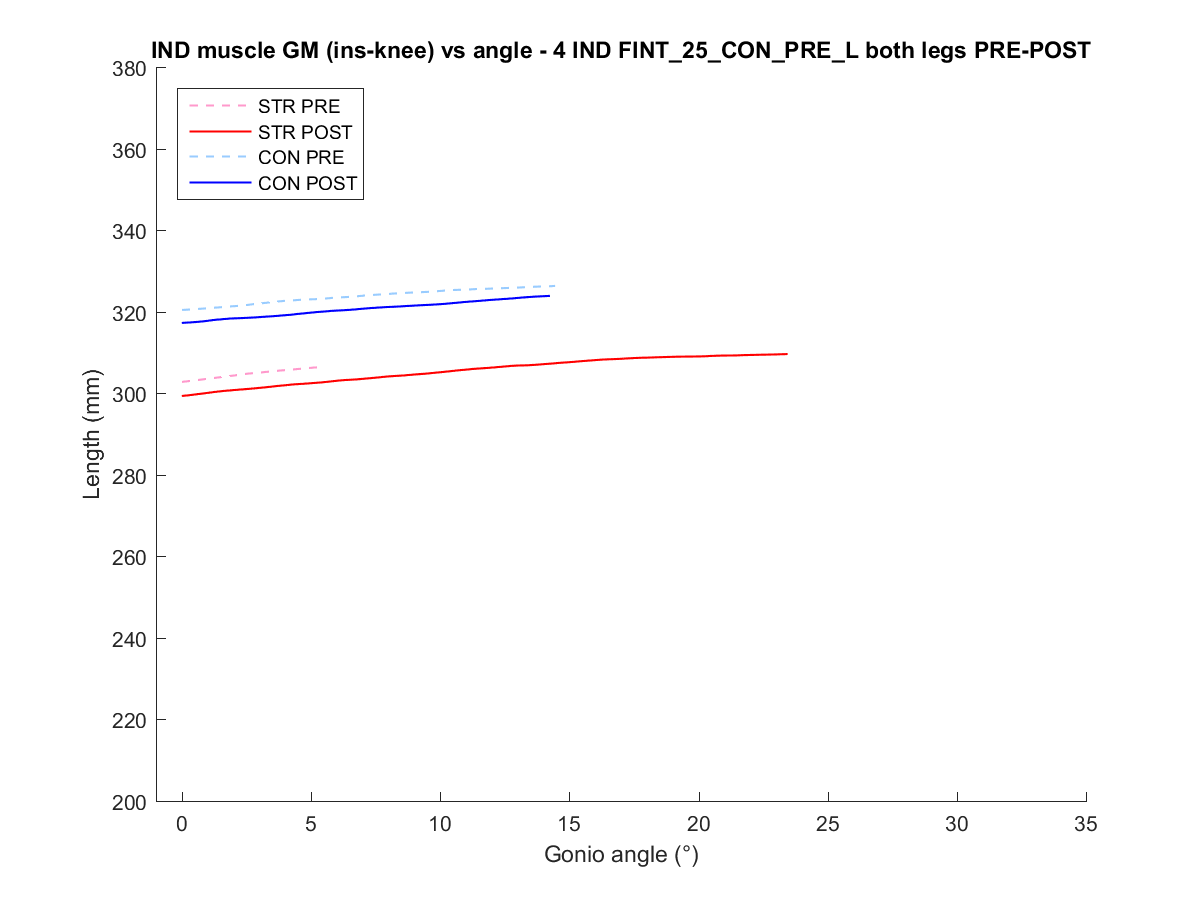 IND muscle GM (ins-knee) vs angle - 4 IND FINT_25_CON_PRE_L both legs PRE-POST
380
360
340
320
300
280
260
240
220
200
Length (mm)
STR PRE
STR POST
CON PRE
CON POST
0 5 10 15 20 25 30 35
Gonio angle (°)